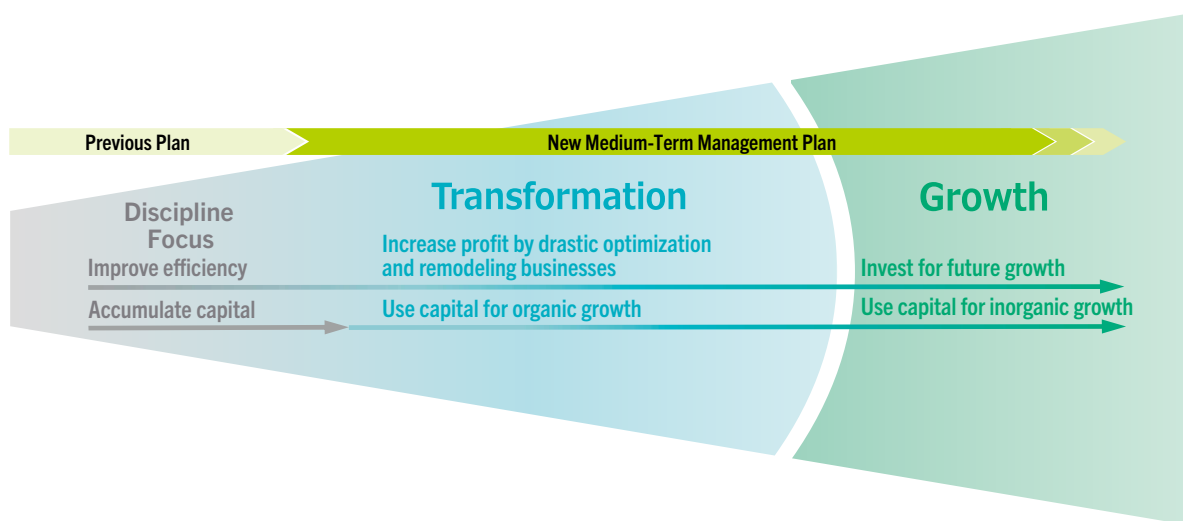 Previous Plan
New Medium-Term Management Plan
Discipline
Focus
Improve efficiency
Accumulate capital
Transformation
Increase profit by drastic optimization
and remodeling businesses
Use capital for organic growth
Growth
Invest for future growth
Use capital for inorganic growth